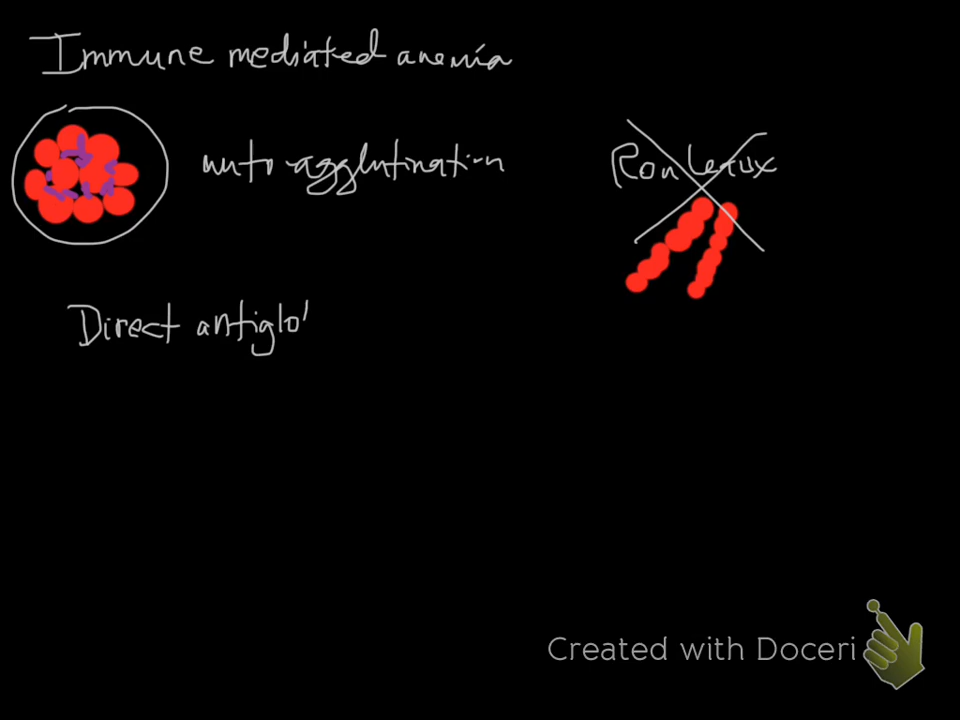 Immune mediated anemia
auto-agglutination
Rouleaux
Direct antiglo
Created with Doceri